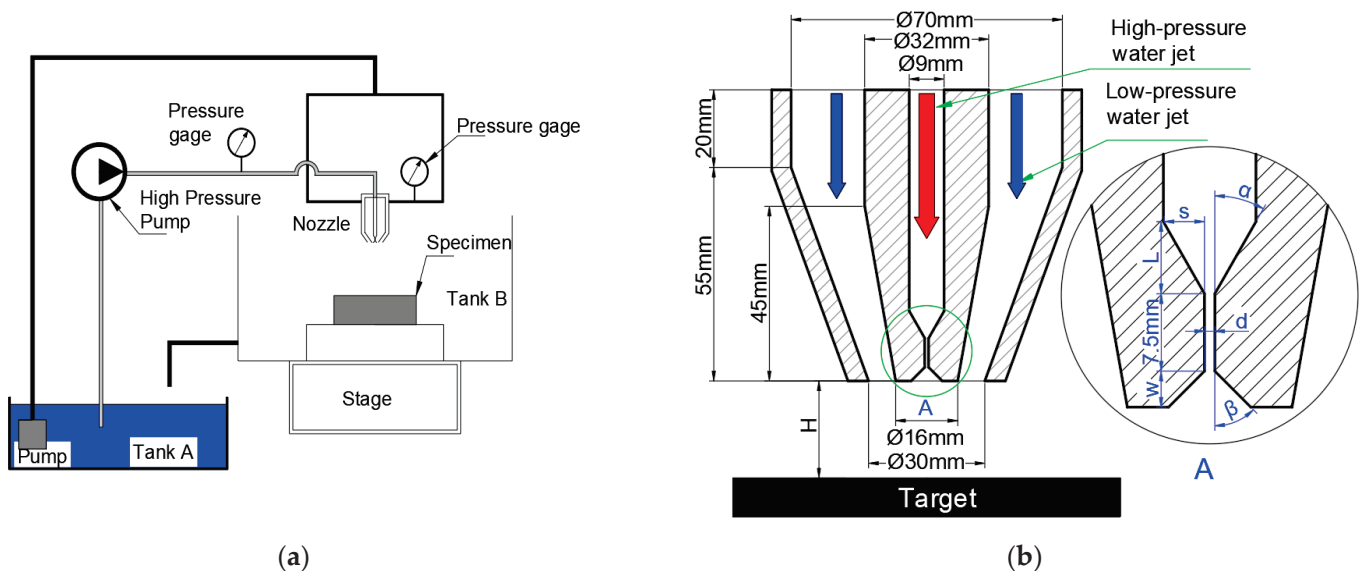 Pressure
gage
High Pressure
Pump
Nozzle
Pressure gage
Specimen
Tank B
Stage
Pump
Tank A
(a)
Ø70mm
Ø32mm
Ø9mm
High-pressure
water jet
Low-pressure
water jet
20mm
55mm
45mm
H
A
Ø16mm
Ø30mm
Target
s
α
L
7.5mm
d
w
β
A
(b)